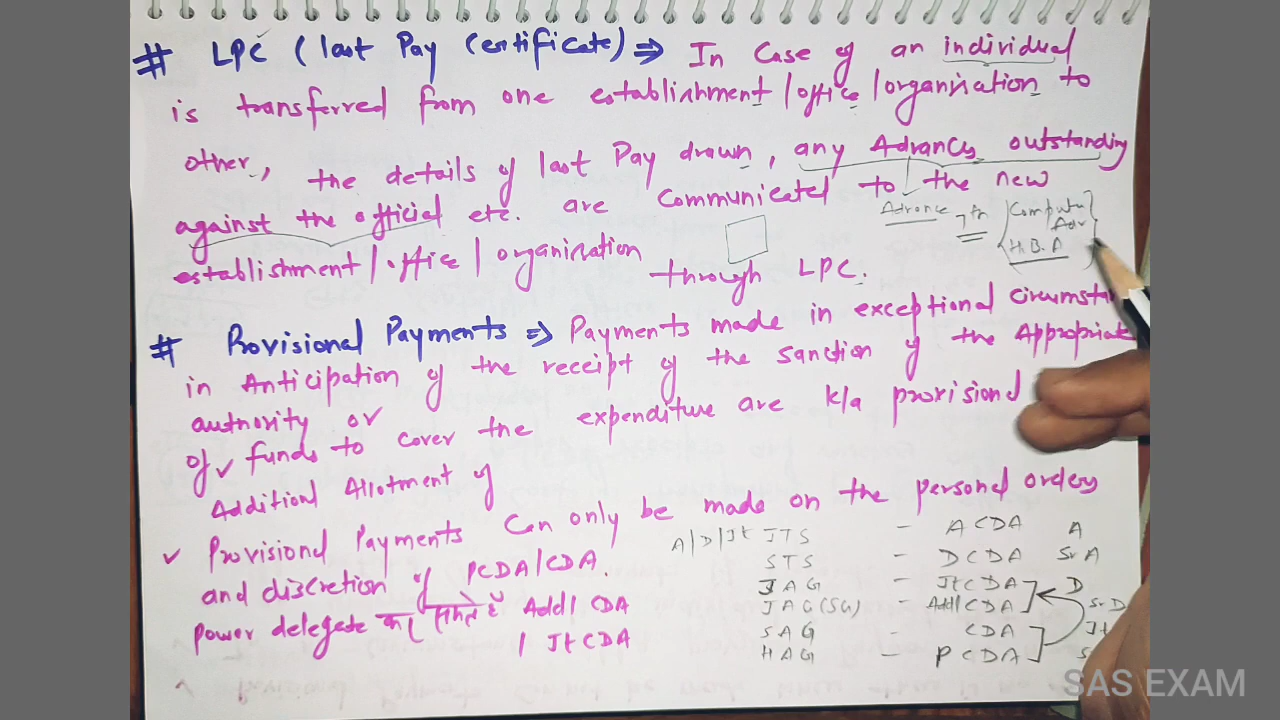 # LPC (last Pay Certificate) ⇒ In Case of an individual
is transferred from one establishment / office / organisation to
other, the details of last Pay drawn, any Advances outstanding
against the official etc. are communicated to the new
establishment / office / organisation through LPC.
Advance
Computer
Adv
H.B.A
# Provisional Payments ⇒ Payments made in exceptional
in Anticipation of the receipt of the sanction of the Appropriate
authority or
of funds to cover the expenditure are k/a provisional
Additional Allotment of
✓ Provisional Payments can only be made on the personal orders
and discretion of PCDA/CDA.
power delegate Addl CDA
/ Jt CDA
A/D/Jt JTS - ACDA A
STS - DCDA Sr A
JAG - Jt CDA D
JAG(SG) - Addl CDA Sr D
SAG CDA Jt
HAG - PCDA S
SAS EXAM